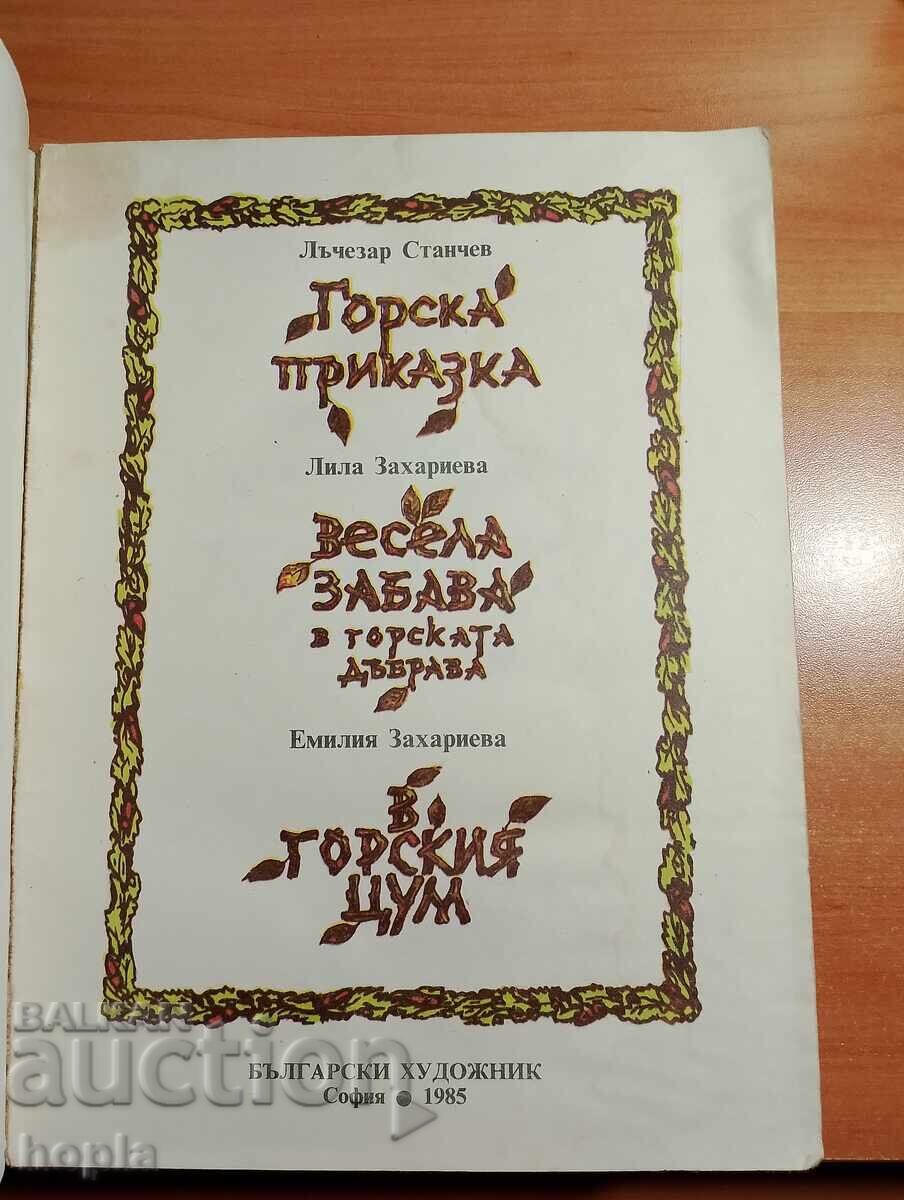 Лъчезар Станчев
Горска
приказка
Лила Захариева
Весела
забава
в горската
дъбрава
Емилия Захариева
В
горския
ЦУМ
БЪЛГАРСКИ ХУДОЖНИК
София • 1985
BALKAN
auction
hopla